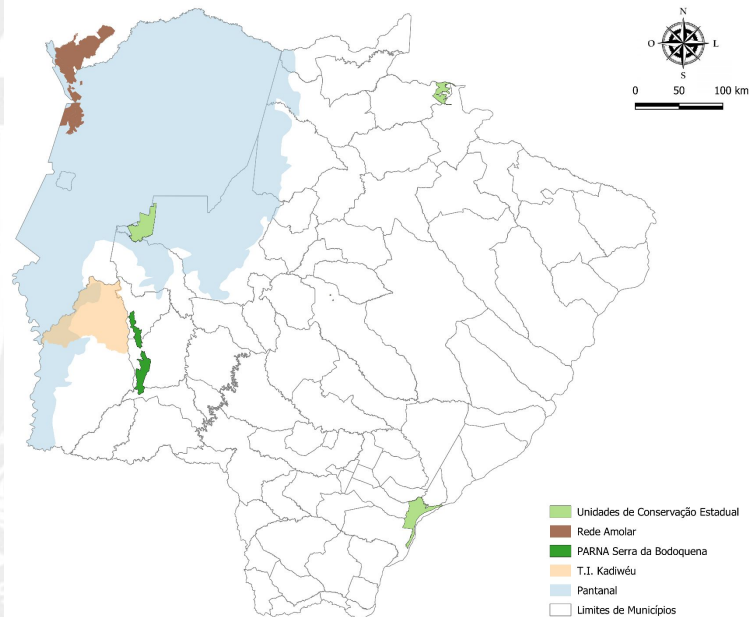 N
O L
S
0 50 100 km
Unidades de Conservação Estadual
Rede Amolar
PARNA Serra da Bodoquena
T.I. Kadiwéu
Pantanal
Limites de Municípios